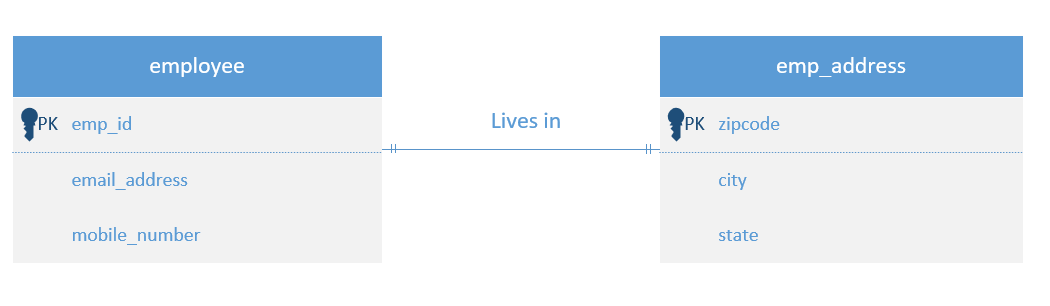 employee
PK emp_id
email_address
mobile_number
Lives in
emp_address
PK zipcode
city
state